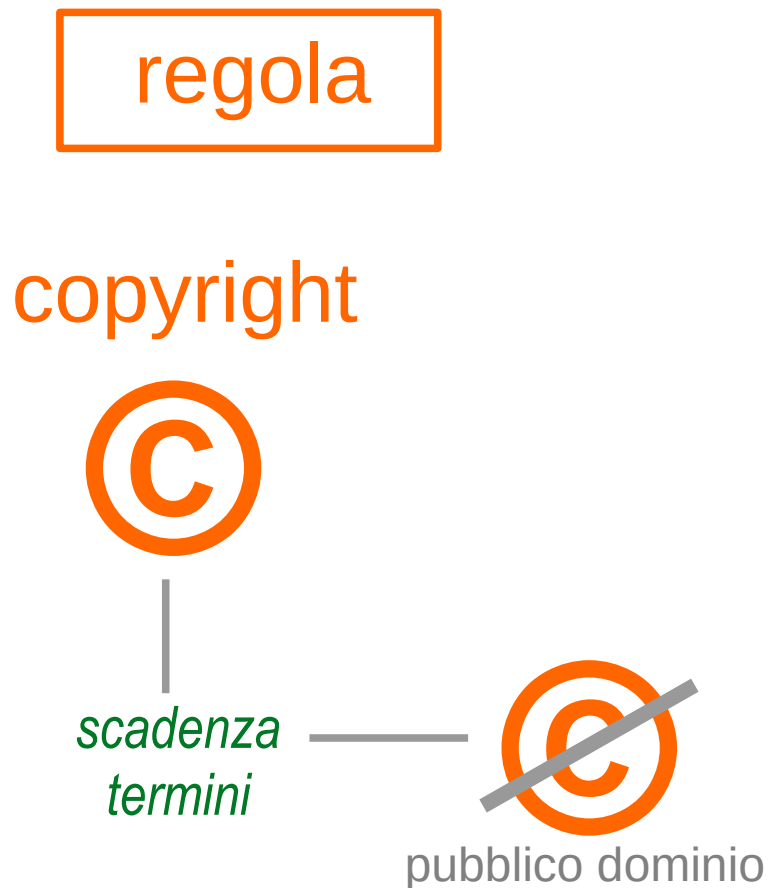 regola
copyright
©
scadenza
termini
©
pubblico dominio